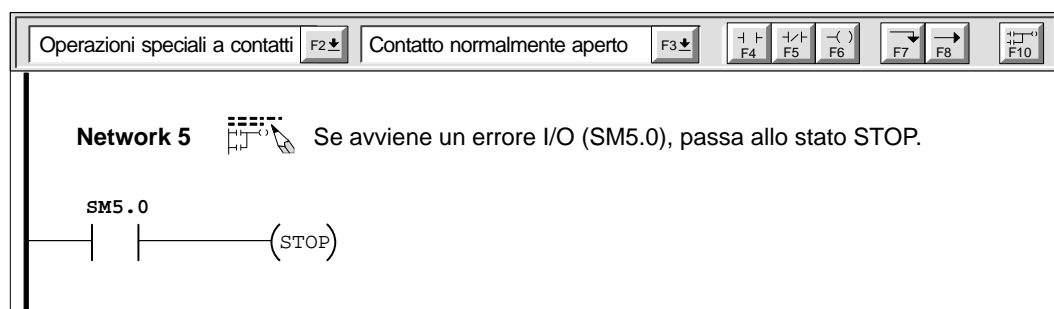 Operazioni speciali a contatti F2 Contatto normalmente aperto F3 F4 F5 F6 F7 F8 F10
Network 5 Se avviene un errore I/O (SM5.0), passa allo stato STOP.
SM5.0
(STOP)